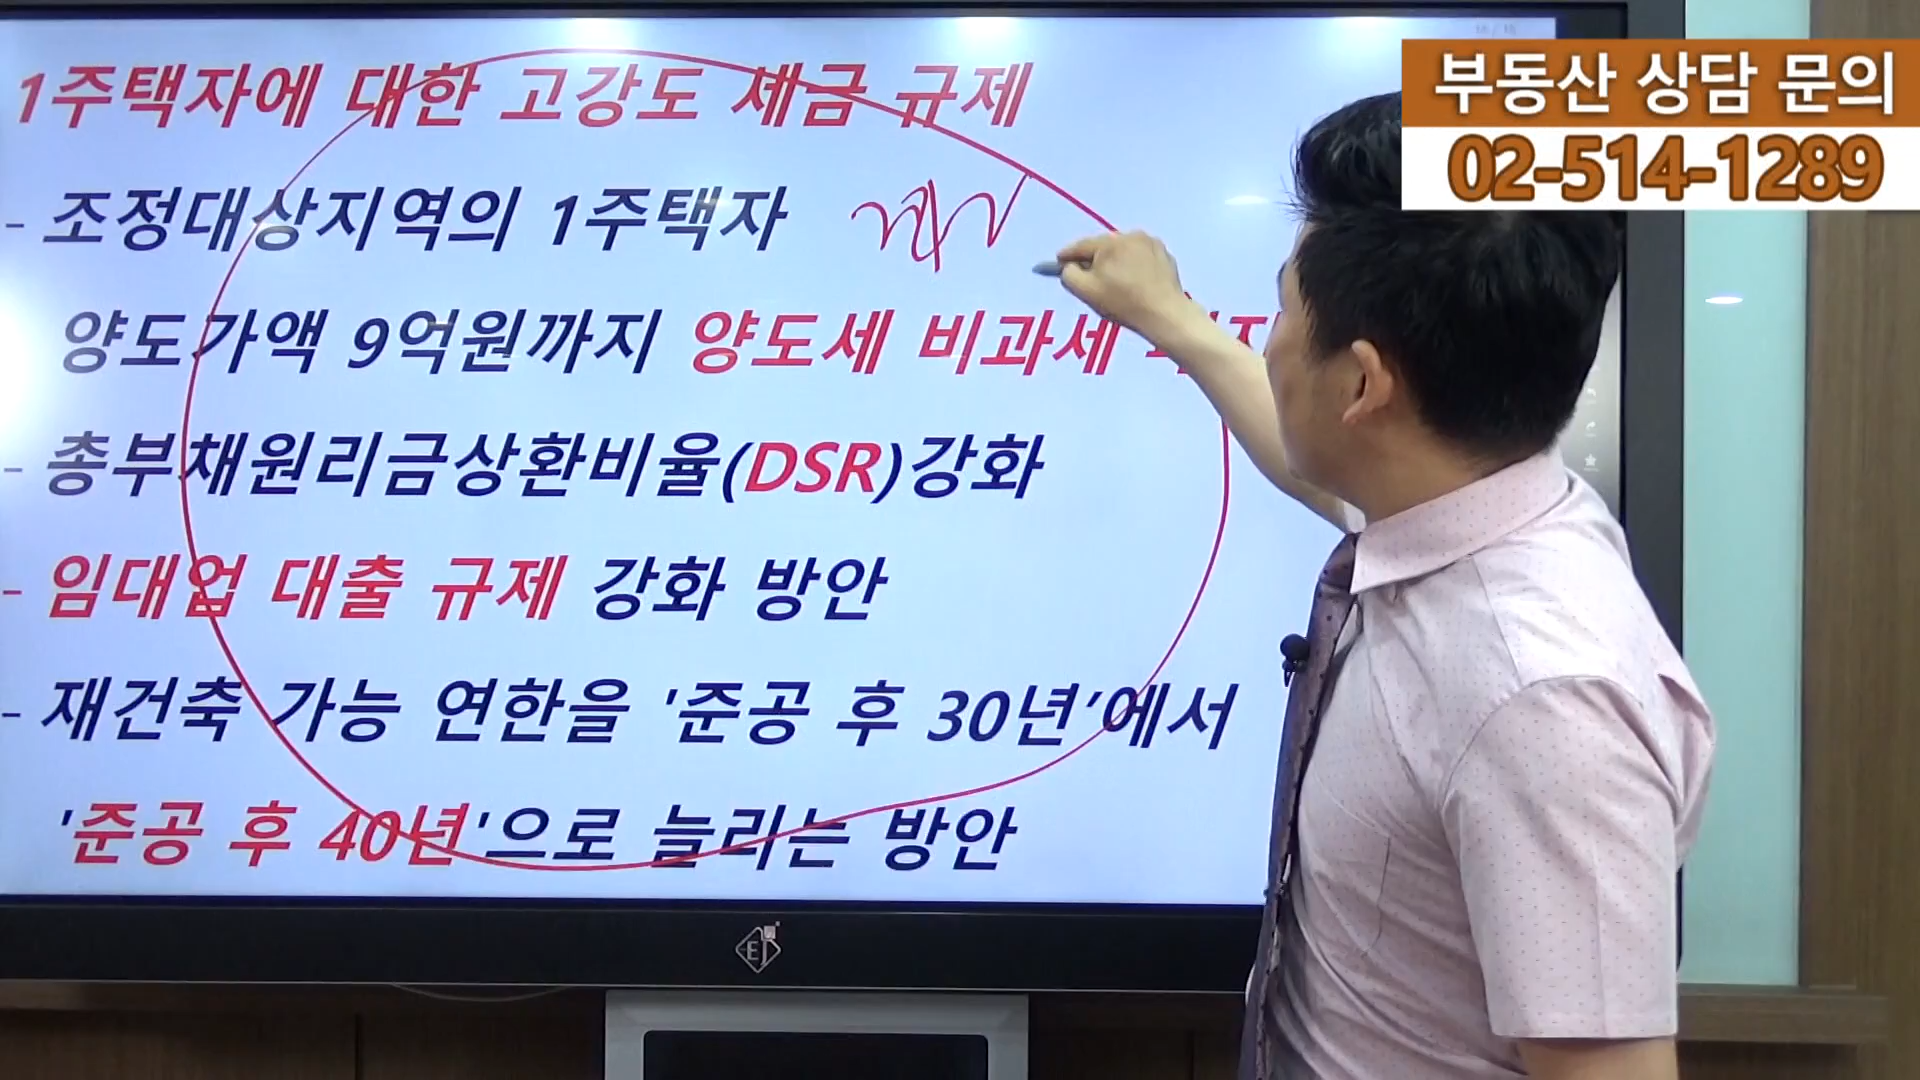 1주택자에 대한 고강도 세금 규제
- 조정대상지역의 1주택자
양도가액 9억원까지 양도세 비과세
- 총부채원리금상환비율(DSR)강화
- 임대업 대출 규제 강화 방안
- 재건축 가능 연한을 '준공 후 30년'에서
'준공 후 40년'으로 늘리는 방안
부동산 상담 문의
02-514-1289